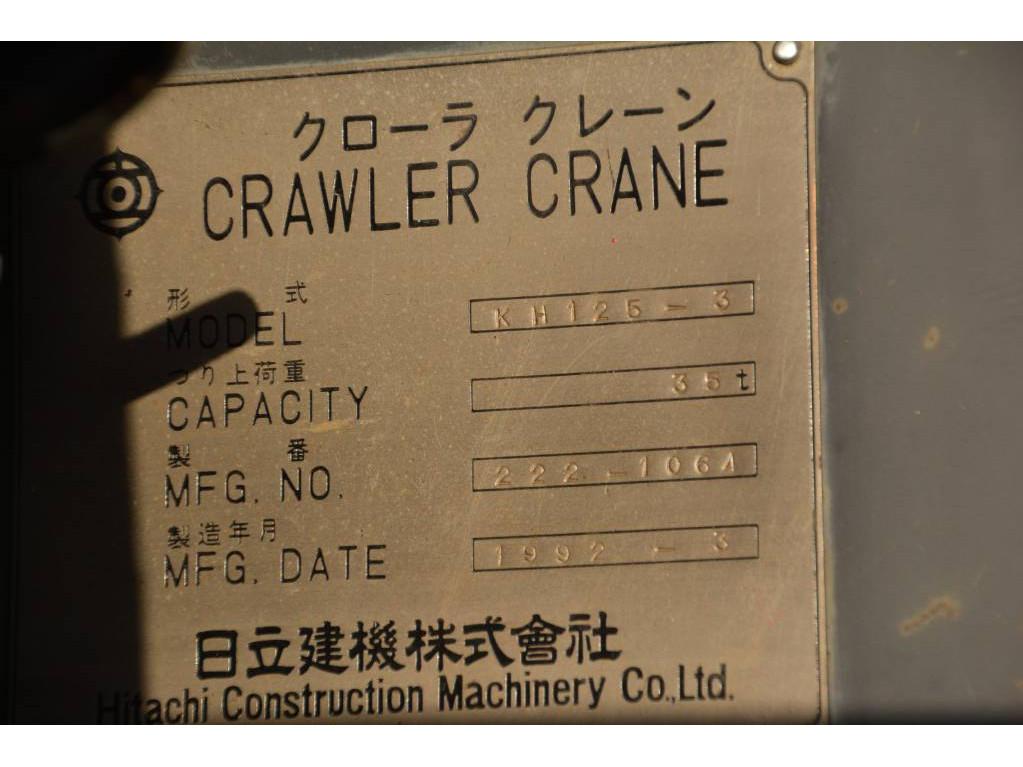 クローラ クレーン
CRAWLER CRANE
形 式
MODEL KH125-3
つり上荷重
CAPACITY 35t
製 番
MFG. NO. 222-1061
製造年月
MFG. DATE 1992-3
日立建機株式會社
Hitachi Construction Machinery Co.,Ltd.